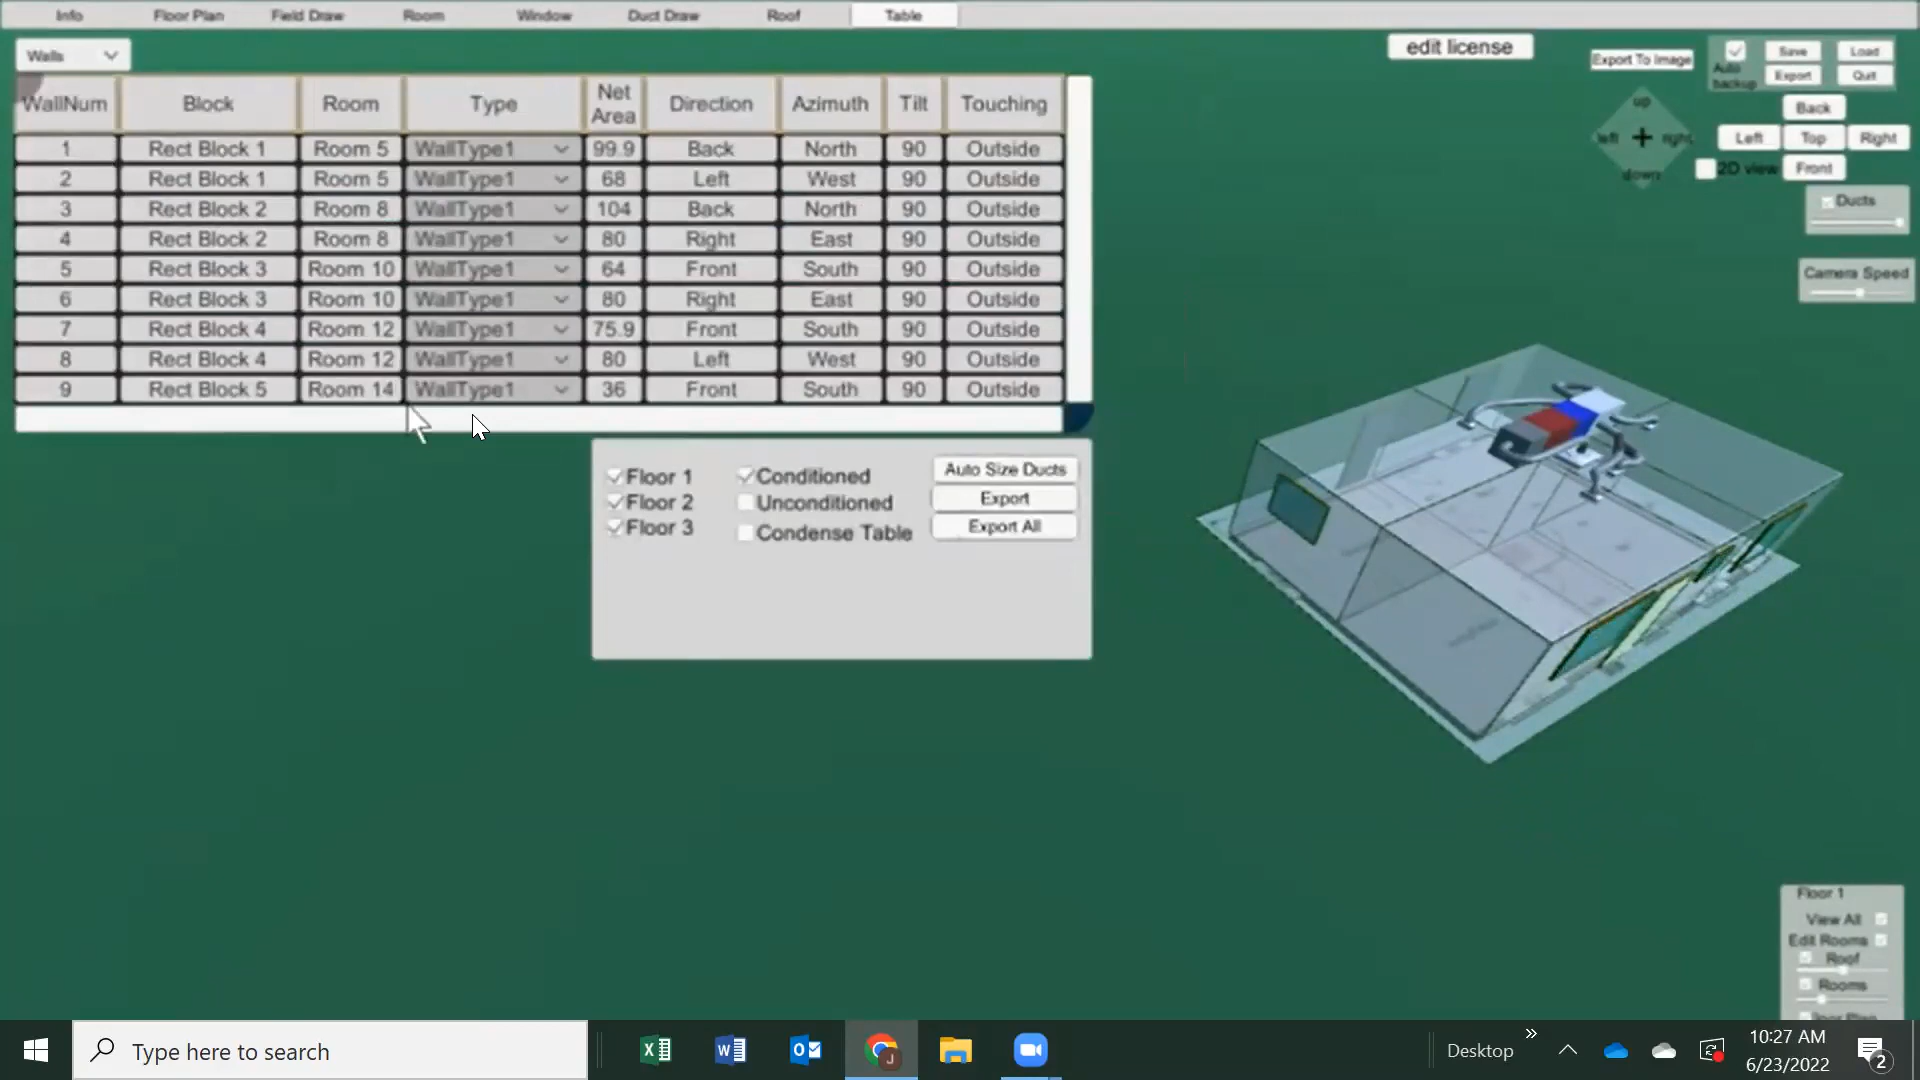 Info Floor Plan Field Draw Room Window Duct Draw Roof Table
Walls
edit license
Export To Image
Auto backup
Save Load
Export Quit
up
left right
down
Back
Left Top Right
2D view Front
Ducts
Camera Speed
WallNum Block Room Type Net Area Direction Azimuth Tilt Touching
1 Rect Block 1 Room 5 WallType1 99.9 Back North 90 Outside
2 Rect Block 1 Room 5 WallType1 68 Left West 90 Outside
3 Rect Block 2 Room 8 WallType1 104 Back North 90 Outside
4 Rect Block 2 Room 8 WallType1 80 Right East 90 Outside
5 Rect Block 3 Room 10 WallType1 64 Front South 90 Outside
6 Rect Block 3 Room 10 WallType1 80 Right East 90 Outside
7 Rect Block 4 Room 12 WallType1 75.9 Front South 90 Outside
8 Rect Block 4 Room 12 WallType1 80 Left West 90 Outside
9 Rect Block 5 Room 14 WallType1 36 Front South 90 Outside
Floor 1 Conditioned Auto Size Ducts
Floor 2 Unconditioned Export
Floor 3 Condense Table Export All
Floor 1
View All
Edit Rooms
Roof
Rooms
Type here to search
Desktop
10:27 AM
6/23/2022
2